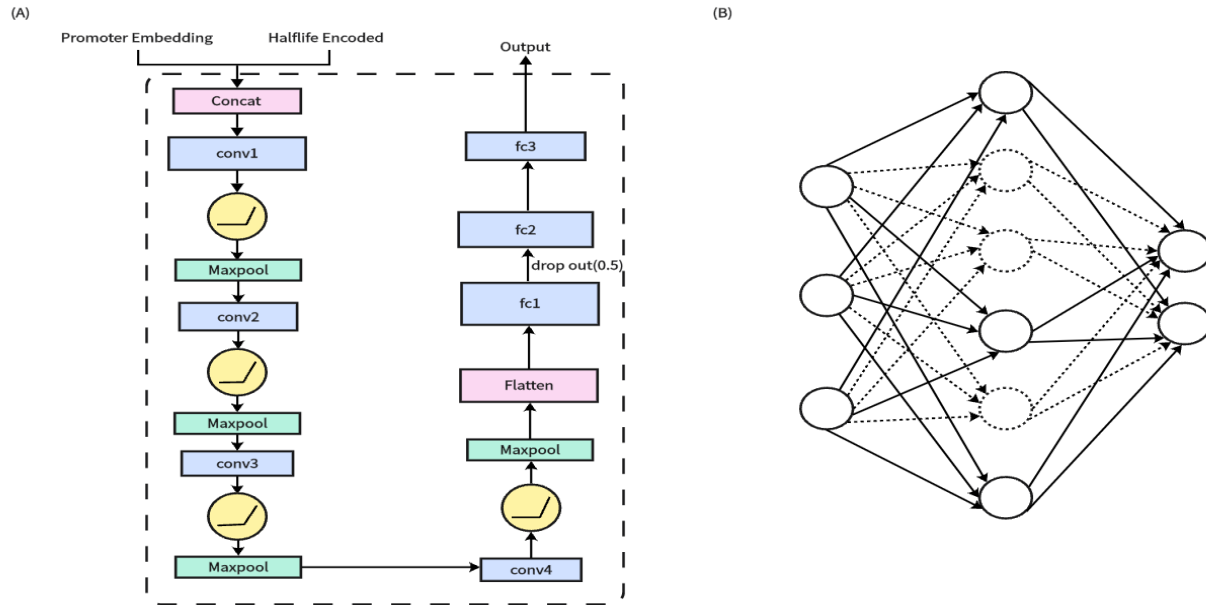 (A)
Promoter Embedding
Halflife Encoded
Concat
conv1
Maxpool
conv2
Maxpool
conv3
Maxpool
conv4
Maxpool
Flatten
fc1
drop out(0.5)
fc2
fc3
Output
(B)